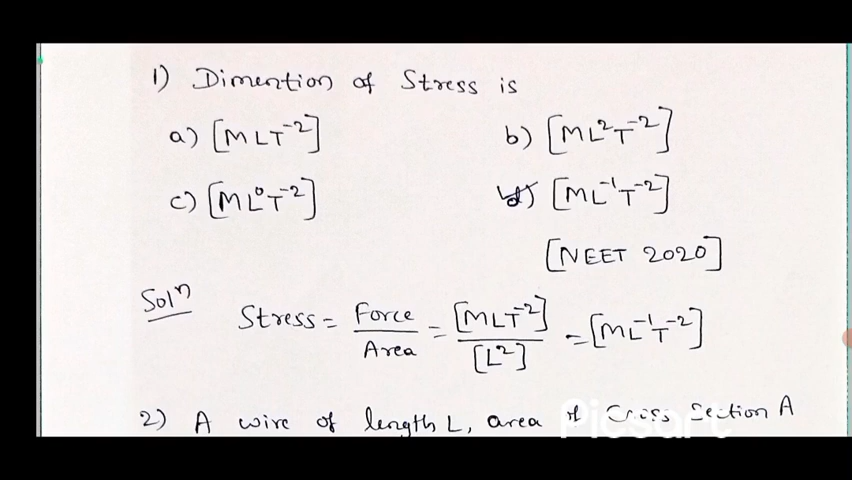 1) Dimention of Stress is
a) [MLT⁻²] b) [ML²T⁻²]
c) [ML⁰T⁻²] d) [ML⁻¹T⁻²]
[NEET 2020]
Solⁿ
Stress = Force / Area = [MLT⁻²] / [L²] = [ML⁻¹T⁻²]
2) A wire of length L, area of Cross Section A
Picsart